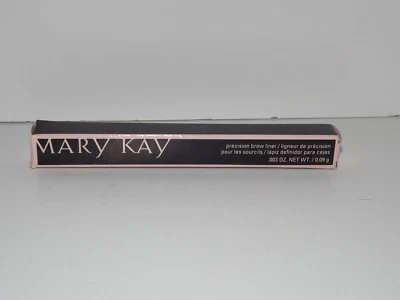 MARY KAY
precision brow liner / ligneur de précision
pour les sourcils / lápiz definidor para cejas
.003 OZ. NET WT. / 0.09 g